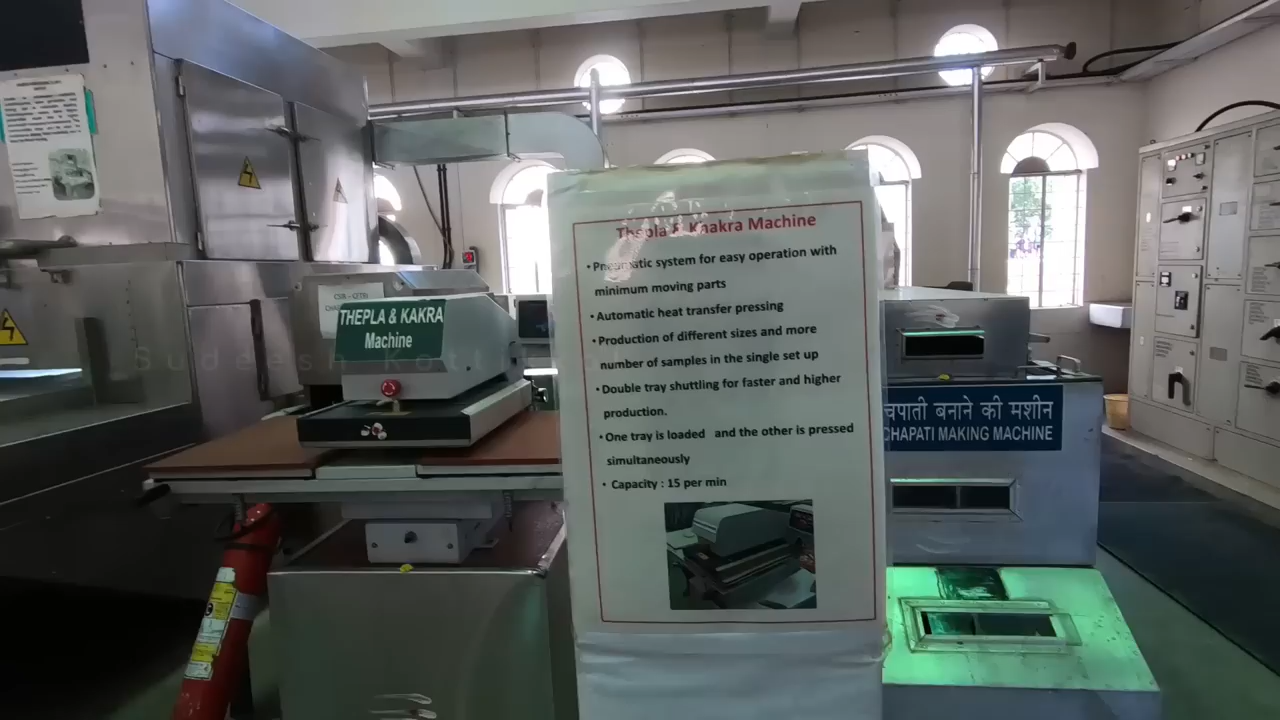 Thepla & Khakra Machine
• Pneumatic system for easy operation with
minimum moving parts
• Automatic heat transfer pressing
• Production of different sizes and more
number of samples in the single set up
• Double tray shuttling for faster and higher
production.
• One tray is loaded and the other is pressed
simultaneously
• Capacity : 15 per min
THEPLA & KAKRA
Machine
चपाती बनाने की मशीन
CHAPATI MAKING MACHINE
Sudeesh